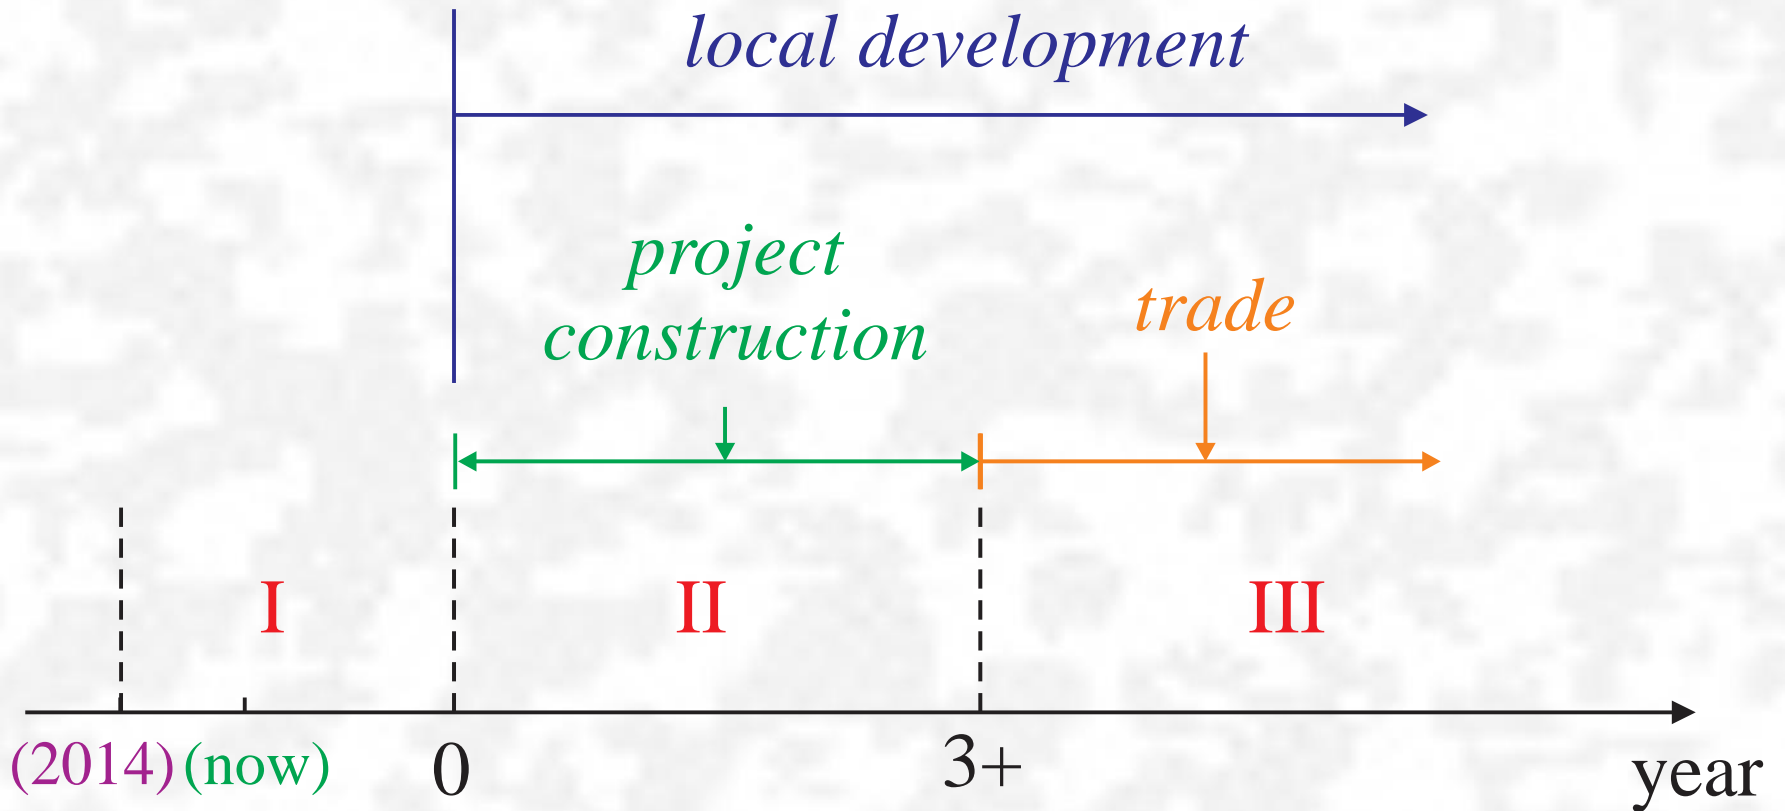 local development
project
construction
trade
I
II
III
(2014)
(now)
0
3+
year